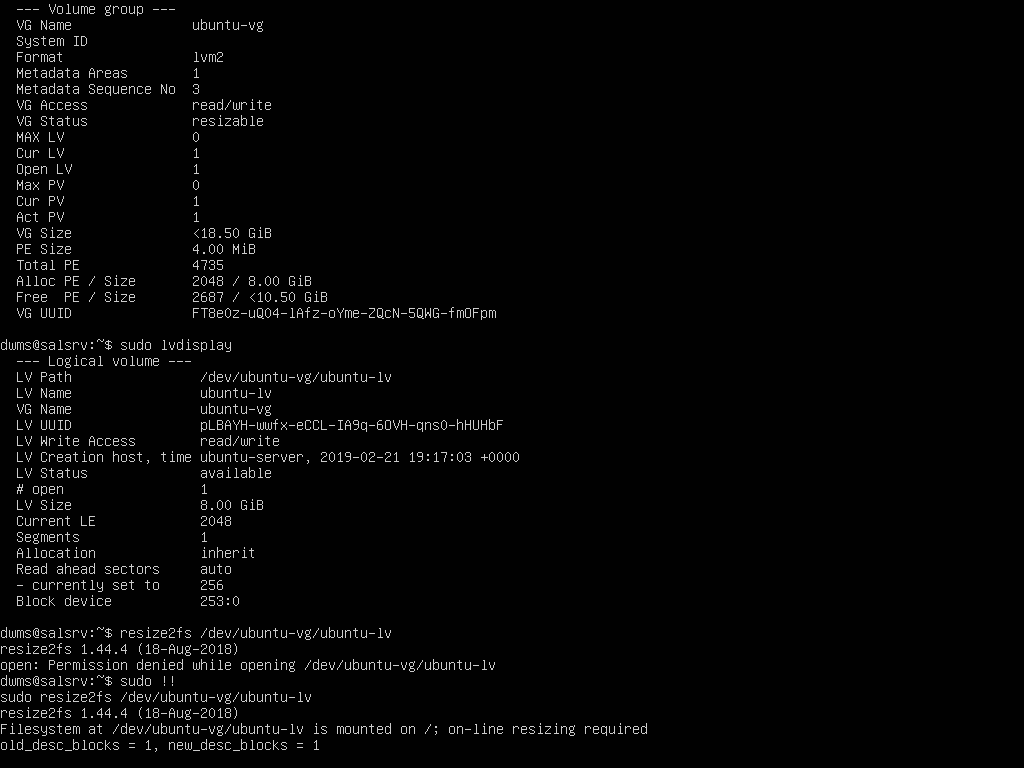 --- Volume group ---
VG Name ubuntu-vg
System ID
Format lvm2
Metadata Areas 1
Metadata Sequence No 3
VG Access read/write
VG Status resizable
MAX LV 0
Cur LV 1
Open LV 1
Max PV 0
Cur PV 1
Act PV 1
VG Size <18.50 GiB
PE Size 4.00 MiB
Total PE 4735
Alloc PE / Size 2048 / 8.00 GiB
Free  PE / Size 2687 / <10.50 GiB
VG UUID FT8e0z-uQ04-lAfz-oYme-ZQcN-5QWG-fmOFpm
dwms@salsrv:~$ sudo lvdisplay
--- Logical volume ---
LV Path /dev/ubuntu-vg/ubuntu-lv
LV Name ubuntu-lv
VG Name ubuntu-vg
LV UUID pLBAYH-wwfx-eCCL-IA9q-6OVH-qns0-hHUHbF
LV Write Access read/write
LV Creation host, time ubuntu-server, 2019-02-21 19:17:03 +0000
LV Status available
# open 1
LV Size 8.00 GiB
Current LE 2048
Segments 1
Allocation inherit
Read ahead sectors auto
- currently set to 256
Block device 253:0
dwms@salsrv:~$ resize2fs /dev/ubuntu-vg/ubuntu-lv
resize2fs 1.44.4 (18-Aug-2018)
open: Permission denied while opening /dev/ubuntu-vg/ubuntu-lv
dwms@salsrv:~$ sudo !!
sudo resize2fs /dev/ubuntu-vg/ubuntu-lv
resize2fs 1.44.4 (18-Aug-2018)
Filesystem at /dev/ubuntu-vg/ubuntu-lv is mounted on /; on-line resizing required
old_desc_blocks = 1, new_desc_blocks = 1